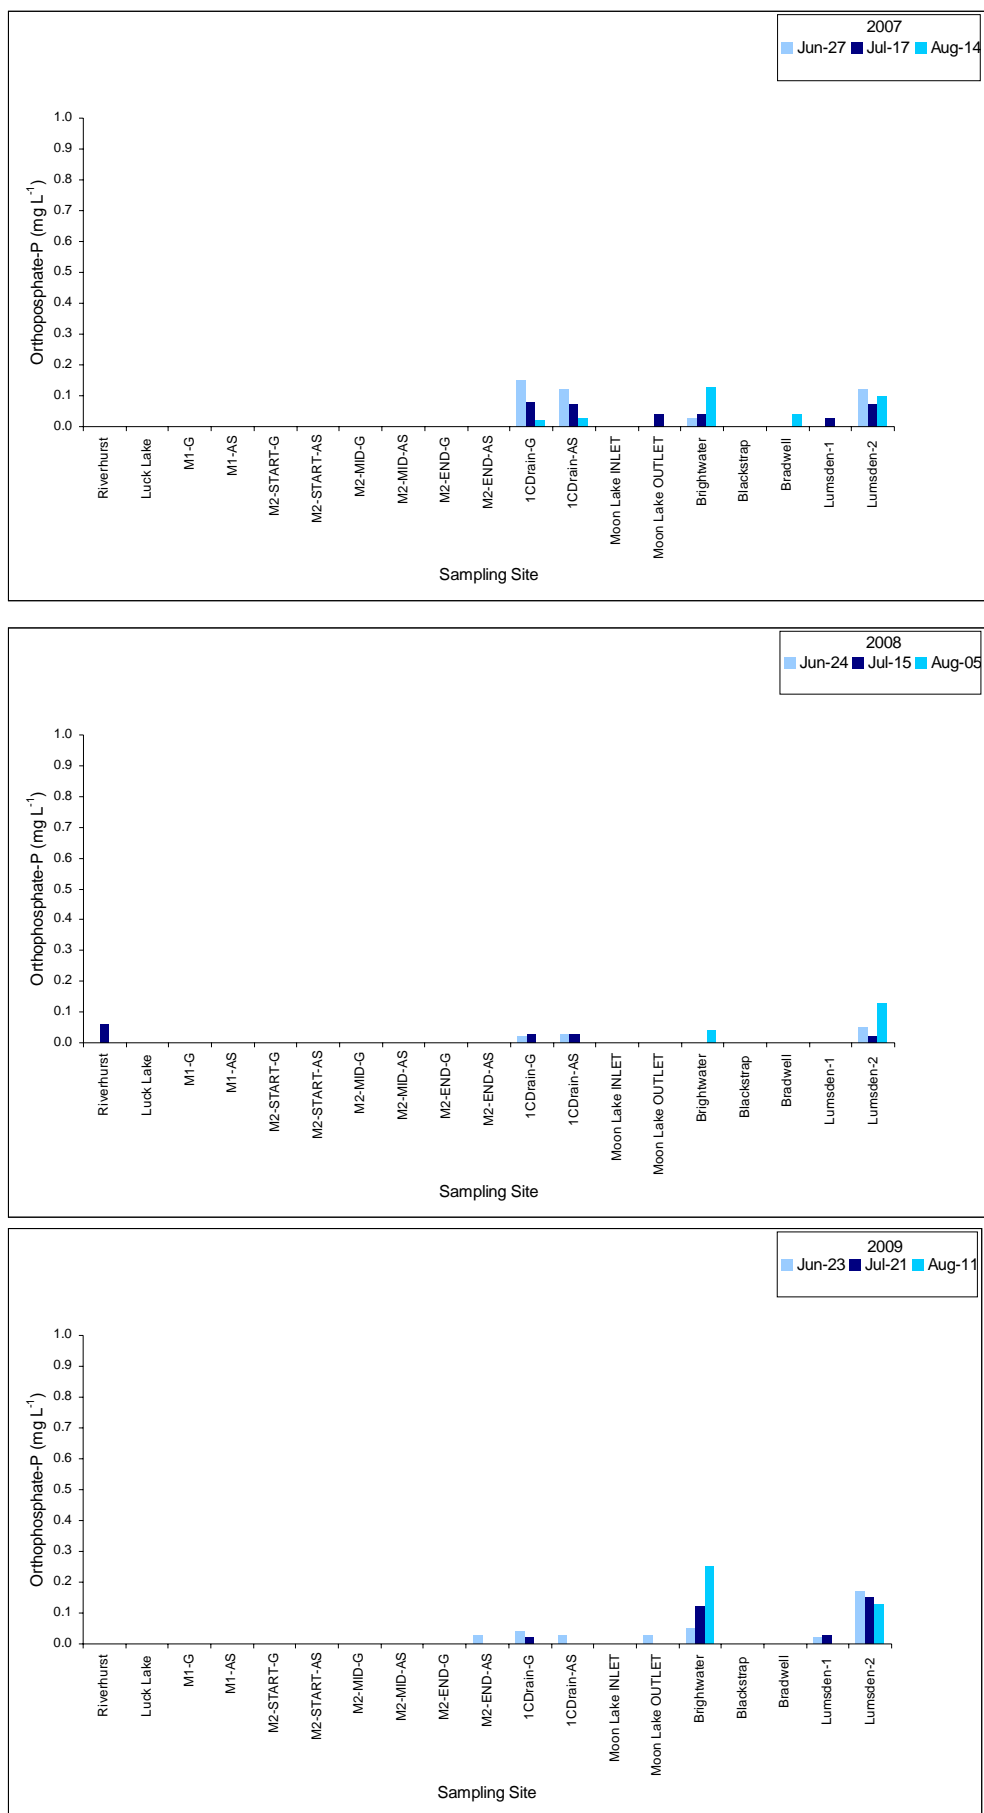 2007
Jun-27 Jul-17 Aug-14
1.0
0.9
0.8
0.7
0.6
0.5
0.4
0.3
0.2
0.1
0.0
Orthoposphate-P (mg L-1)
Riverhurst
Luck Lake
M1-G
M1-AS
M2-START-G
M2-START-AS
M2-MID-G
M2-MID-AS
M2-END-G
M2-END-AS
1CDrain-G
1CDrain-AS
Moon Lake INLET
Moon Lake OUTLET
Brightwater
Blackstrap
Bradwell
Lumsden-1
Lumsden-2
Sampling Site
2008
Jun-24 Jul-15 Aug-05
1.0
0.9
0.8
0.7
0.6
0.5
0.4
0.3
0.2
0.1
0.0
Orthophosphate-P (mg L-1)
Riverhurst
Luck Lake
M1-G
M1-AS
M2-START-G
M2-START-AS
M2-MID-G
M2-MID-AS
M2-END-G
M2-END-AS
1CDrain-G
1CDrain-AS
Moon Lake INLET
Moon Lake OUTLET
Brightwater
Blackstrap
Bradwell
Lumsden-1
Lumsden-2
Sampling Site
2009
Jun-23 Jul-21 Aug-11
1.0
0.9
0.8
0.7
0.6
0.5
0.4
0.3
0.2
0.1
0.0
Orthophosphate-P (mg L-1)
Riverhurst
Luck Lake
M1-G
M1-AS
M2-START-G
M2-START-AS
M2-MID-G
M2-MID-AS
M2-END-G
M2-END-AS
1CDrain-G
1CDrain-AS
Moon Lake INLET
Moon Lake OUTLET
Brightwater
Blackstrap
Bradwell
Lumsden-1
Lumsden-2
Sampling Site